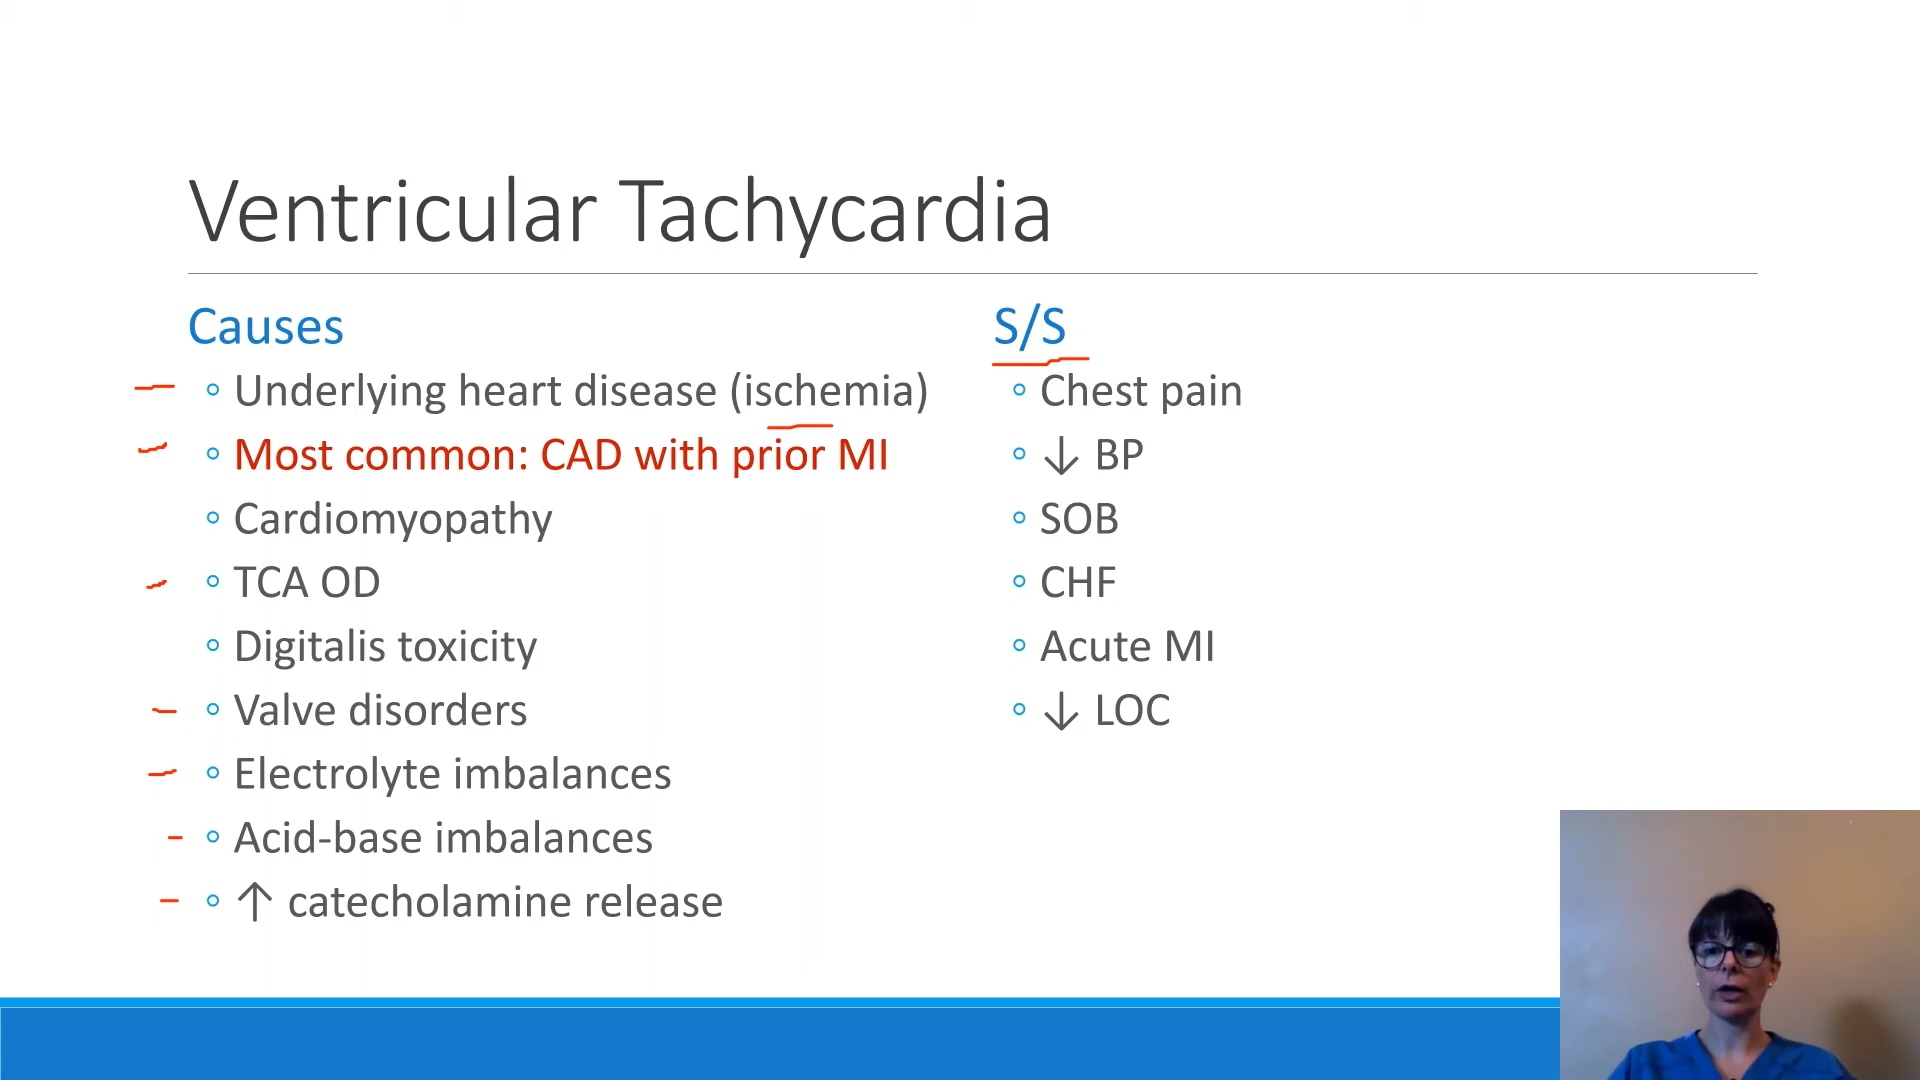 Ventricular Tachycardia
Causes
◦ Underlying heart disease (ischemia)
◦ Most common: CAD with prior MI
◦ Cardiomyopathy
◦ TCA OD
◦ Digitalis toxicity
◦ Valve disorders
◦ Electrolyte imbalances
◦ Acid-base imbalances
◦ ↑ catecholamine release
S/S
◦ Chest pain
◦ ↓ BP
◦ SOB
◦ CHF
◦ Acute MI
◦ ↓ LOC